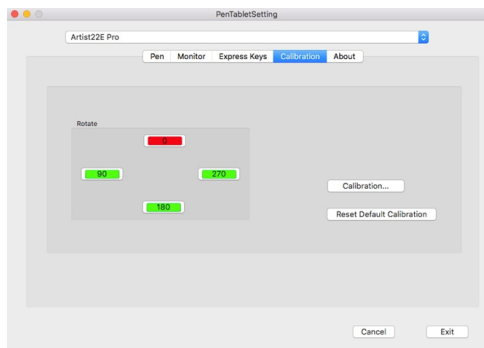 PenTabletSetting
Artist22E Pro
Pen Monitor Express Keys Calibration About
Rotate
0
90 270
180
Calibration...
Reset Default Calibration
Cancel Exit